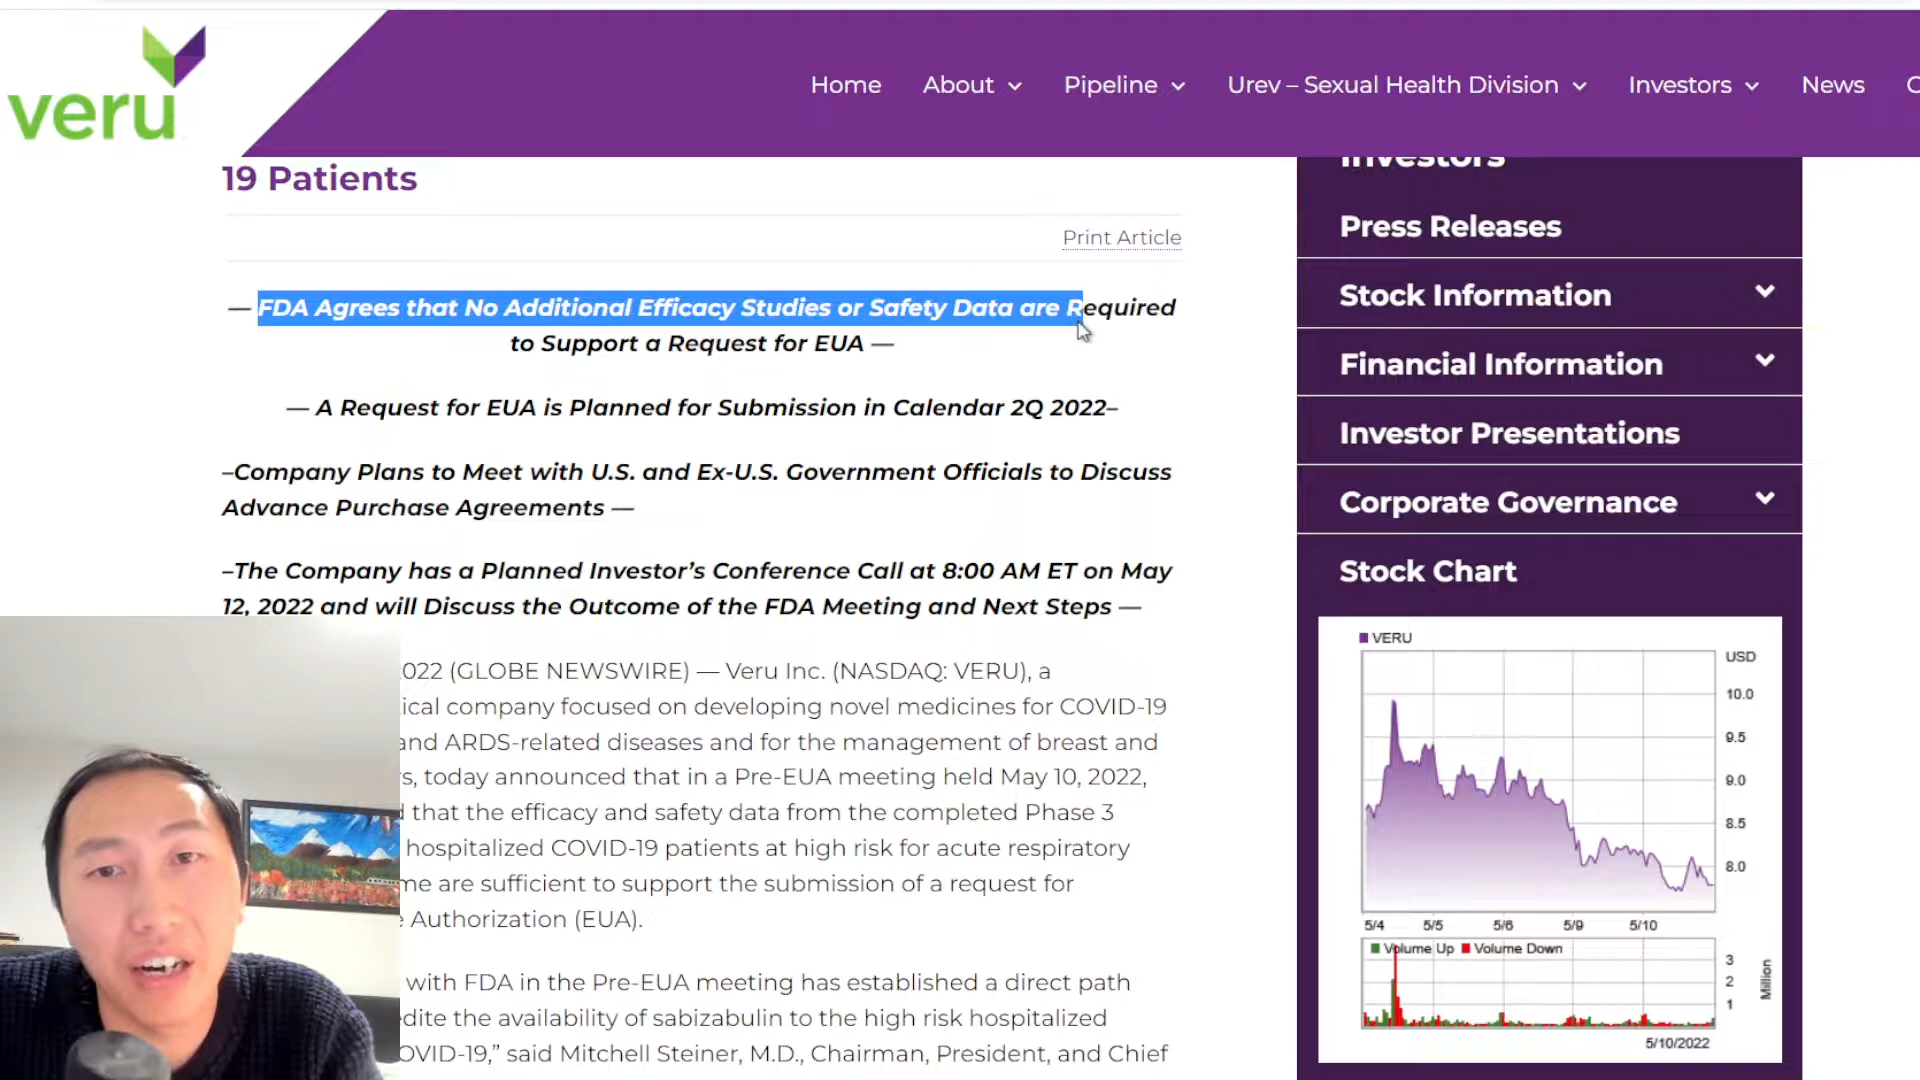 veru
Home About Pipeline Urev – Sexual Health Division Investors News
19 Patients
Print Article
— FDA Agrees that No Additional Efficacy Studies or Safety Data are Required
to Support a Request for EUA —
— A Request for EUA is Planned for Submission in Calendar 2Q 2022–
–Company Plans to Meet with U.S. and Ex-U.S. Government Officials to Discuss
Advance Purchase Agreements —
–The Company has a Planned Investor’s Conference Call at 8:00 AM ET on May
12, 2022 and will Discuss the Outcome of the FDA Meeting and Next Steps —
022 (GLOBE NEWSWIRE) — Veru Inc. (NASDAQ: VERU), a
ical company focused on developing novel medicines for COVID-19
and ARDS-related diseases and for the management of breast and
s, today announced that in a Pre-EUA meeting held May 10, 2022,
d that the efficacy and safety data from the completed Phase 3
hospitalized COVID-19 patients at high risk for acute respiratory
me are sufficient to support the submission of a request for
e Authorization (EUA).
with FDA in the Pre-EUA meeting has established a direct path
edite the availability of sabizabulin to the high risk hospitalized
OVID-19,” said Mitchell Steiner, M.D., Chairman, President, and Chief
Investors
Press Releases
Stock Information
Financial Information
Investor Presentations
Corporate Governance
Stock Chart
VERU
USD
10.0
9.5
9.0
8.5
8.0
5/4 5/5 5/6 5/9 5/10
Volume Up Volume Down
3
2
1
Million
5/10/2022